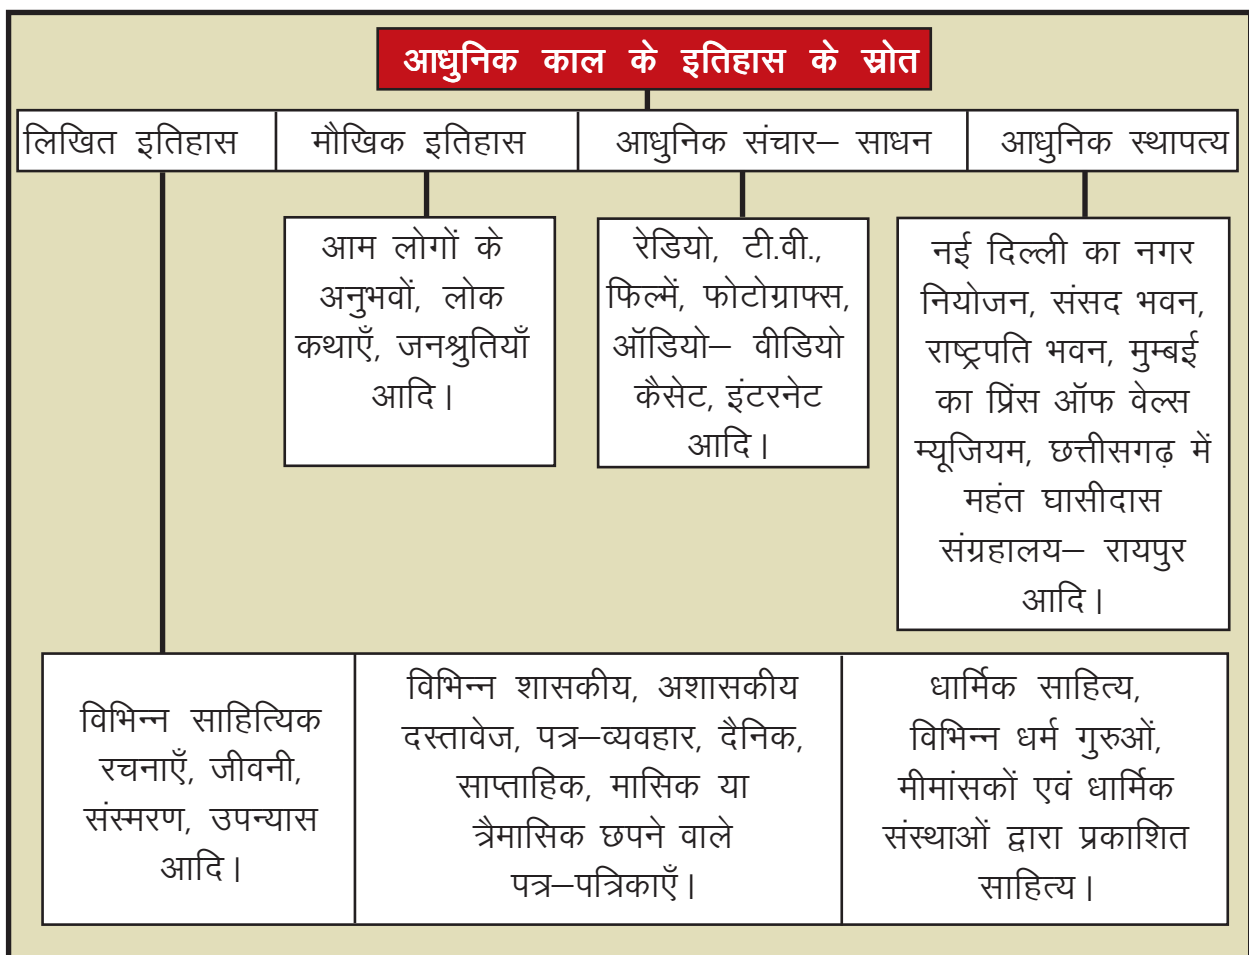 आधुनिक काल के इतिहास के स्रोत
लिखित इतिहास
मौखिक इतिहास
आधुनिक संचार– साधन
आधुनिक स्थापत्य
आम लोगों के
अनुभवों, लोक
कथाएँ, जनश्रुतियाँ
आदि।
रेडियो, टी.वी.,
फिल्में, फोटोग्राफ्स,
ऑडियो– वीडियो
कैसेट, इंटरनेट
आदि।
नई दिल्ली का नगर
नियोजन, संसद भवन,
राष्ट्रपति भवन, मुम्बई
का प्रिंस ऑफ वेल्स
म्यूजियम, छत्तीसगढ़ में
महंत घासीदास
संग्रहालय– रायपुर
आदि।
विभिन्न साहित्यिक
रचनाएँ, जीवनी,
संस्मरण, उपन्यास
आदि।
विभिन्न शासकीय, अशासकीय
दस्तावेज, पत्र–व्यवहार, दैनिक,
साप्ताहिक, मासिक या
त्रैमासिक छपने वाले
पत्र–पत्रिकाएँ।
धार्मिक साहित्य,
विभिन्न धर्म गुरुओं,
मीमांसकों एवं धार्मिक
संस्थाओं द्वारा प्रकाशित
साहित्य।